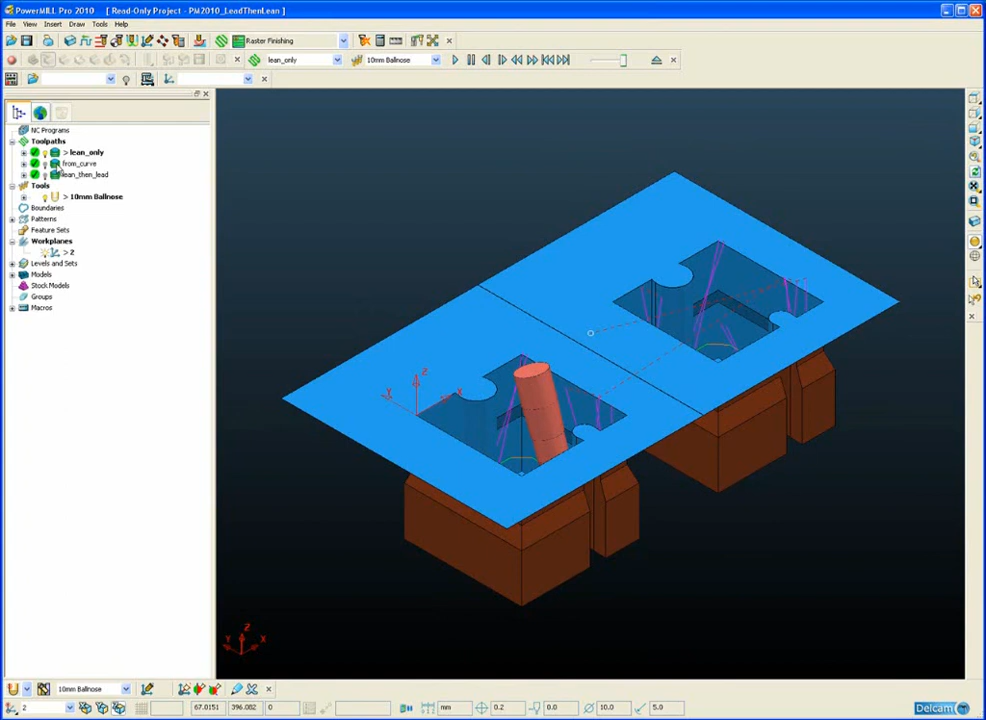 PowerMILL Pro 2010 [ Read-Only Project - PM2010_LeadThenLean ]
File View Insert Draw Tools Help
Raster Finishing
lean_only 10mm Ballnose
NC Programs
Toolpaths
> lean_only
from_curve
lean_then_lead
Tools
> 10mm Ballnose
Boundaries
Patterns
Feature Sets
Workplanes
> 2
Levels and Sets
Models
Stock Models
Groups
Macros
Z
Y X
Z
Y X
10mm Ballnose
2 67.0151 396.082 0 mm 0.2 0.0 10.0 5.0
Delcam